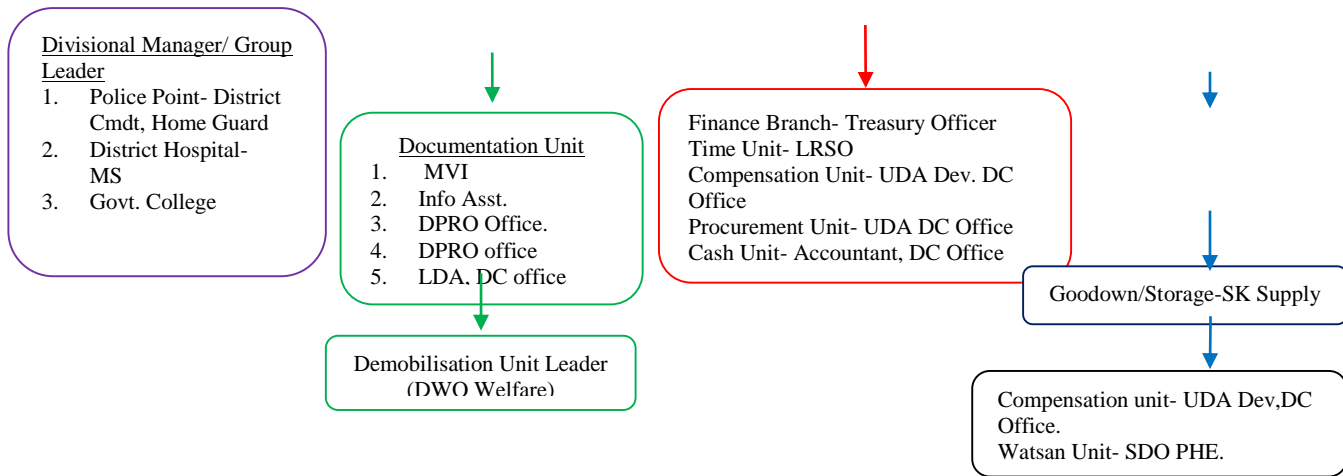 Divisional Manager/ Group
Leader
1. Police Point- District
Cmdt, Home Guard
2. District Hospital-
MS
3. Govt. College
Documentation Unit
1. MVI
2. Info Asst.
3. DPRO Office.
4. DPRO office
5. LDA, DC office
Demobilisation Unit Leader
(DWO Welfare)
Finance Branch- Treasury Officer
Time Unit- LRSO
Compensation Unit- UDA Dev. DC
Office
Procurement Unit- UDA DC Office
Cash Unit- Accountant, DC Office
Goodown/Storage-SK Supply
Compensation unit- UDA Dev,DC
Office.
Watsan Unit- SDO PHE.